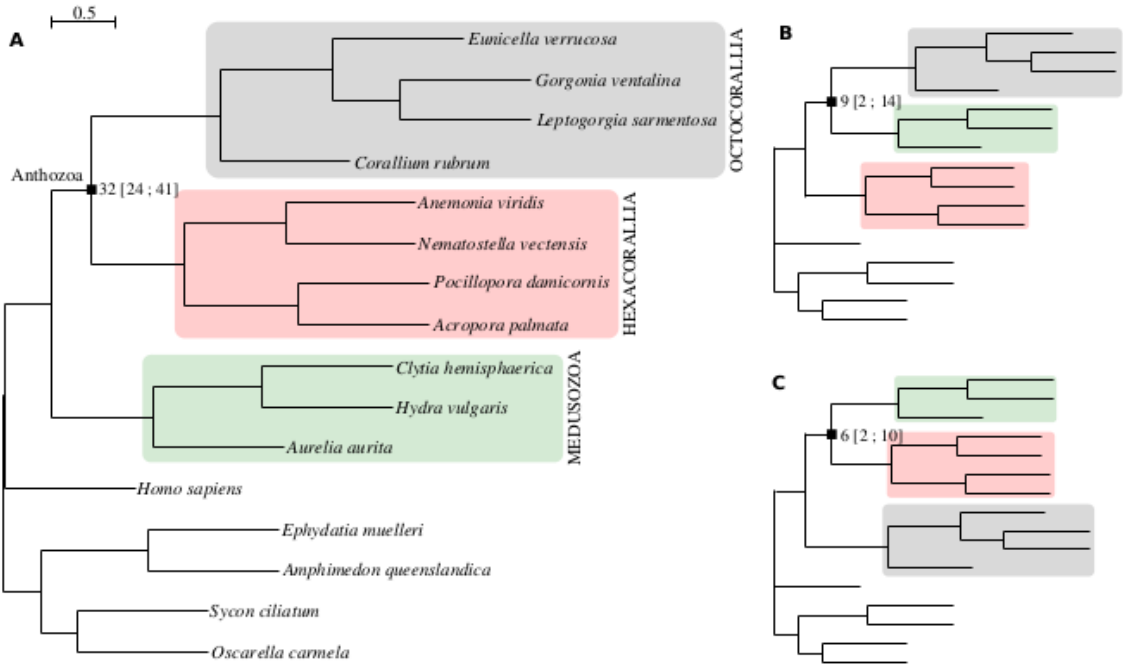 0.5
A
Eunicella verrucosa
Gorgonia ventalina
Leptogorgia sarmentosa
Corallium rubrum
OCTOCORALLIA
Anthozoa
32 [24 ; 41]
Anemonia viridis
Nematostella vectensis
Pocillopora damicornis
Acropora palmata
HEXACORALLIA
Clytia hemisphaerica
Hydra vulgaris
Aurelia aurita
MEDUSOZOA
Homo sapiens
Ephydatia muelleri
Amphimedon queenslandica
Sycon ciliatum
Oscarella carmela
B
9 [2 ; 14]
C
6 [2 ; 10]